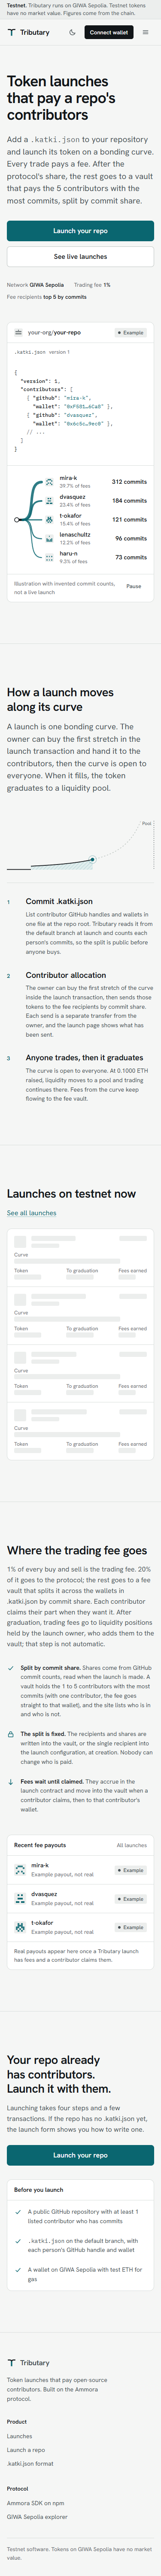 Testnet. Tributary runs on GIWA Sepolia. Testnet tokens
have no market value. Figures come from the chain.
Tributary
Connect wallet
Token launches
that pay a repo's
contributors
Add a .katki.json to your repository
and launch its token on a bonding curve.
Every trade pays a fee. After the
protocol's share, the rest goes to a vault
that pays the 5 contributors with the
most commits, split by commit share.
Launch your repo
See live launches
Network GIWA Sepolia
Trading fee 1%
Fee recipients top 5 by commits
your-org/your-repo
Example
.katki.json version 1
{
"version": 1,
"contributors": [
{ "github": "mira-k",
{ "github": "dvasquez",
// ...
]
}
mira-k
39.7% of fees
312 commits
dvasquez
23.4% of fees
184 commits
t-okafor
15.4% of fees
121 commits
lenaschultz
12.2% of fees
96 commits
haru-n
9.3% of fees
73 commits
Illustration with invented commit counts,
not a live launch
Pause
How a launch moves
along its curve
A launch is one bonding curve. The
owner can buy the first stretch in the
launch transaction and hand it to the
contributors, then the curve is open to
everyone. When it fills, the token
graduates to a liquidity pool.
Pool
1
Commit .katki.json
List contributor GitHub handles and wallets in
one file at the repo root. Tributary reads it from
the default branch at launch and counts each
person's commits, so the split is public before
anyone buys.
2
Contributor allocation
The owner can buy the first stretch of the curve
inside the launch transaction, then sends those
tokens to the fee recipients by commit share.
Each send is a separate transfer from the
owner, and the launch page shows what has
been sent.
3
Anyone trades, then it graduates
The curve is open to everyone. At 0.1000 ETH
raised, liquidity moves to a pool and trading
continues there. Fees from the curve keep
flowing to the fee vault.
Launches on testnet now
See all launches
Curve
Token
To graduation
Fees earned
Curve
Token
To graduation
Fees earned
Curve
Token
To graduation
Fees earned
Curve
Token
To graduation
Fees earned
Where the trading fee goes
1% of every buy and sell is the trading fee. 20%
of it goes to the protocol; the rest goes to a fee
vault that splits it across the wallets in
.katki.json by commit share. Each contributor
claims their part when they want it. After
graduation, trading fees go to liquidity positions
held by the launch owner, who adds them to the
vault; that step is not automatic.
Split by commit share. Shares come from GitHub
commit counts, read when the launch is made. A
vault holds the 1 to 5 contributors with the most
commits (with one contributor, the fee goes
straight to that wallet), and the site lists who is in
and who is not.
The split is fixed. The recipients and shares are
written into the vault, or the single recipient into
the launch configuration, at creation. Nobody can
change who is paid.
Fees wait until claimed. They accrue in the
launch contract and move into the vault when a
contributor claims, then to that contributor's
wallet.
Recent fee payouts
All launches
mira-k
Example payout, not real
Example
dvasquez
Example payout, not real
Example
t-okafor
Example payout, not real
Example
Real payouts appear here once a Tributary launch
has fees and a contributor claims them.
Your repo already
has contributors.
Launch it with them.
Launching takes four steps and a few
transactions. If the repo has no .katki.json yet,
the launch form shows you how to write one.
Launch your repo
Before you launch
A public GitHub repository with at least 1
listed contributor who has commits
.katki.json on the default branch, with
each person's GitHub handle and wallet
A wallet on GIWA Sepolia with test ETH for
gas
Tributary
Token launches that pay open-source
contributors. Built on the Ammora
protocol.
Product
Launches
Launch a repo
.katki.json format
Protocol
Ammora SDK on npm
GIWA Sepolia explorer
Testnet software. Tokens on GIWA Sepolia have no market
value.